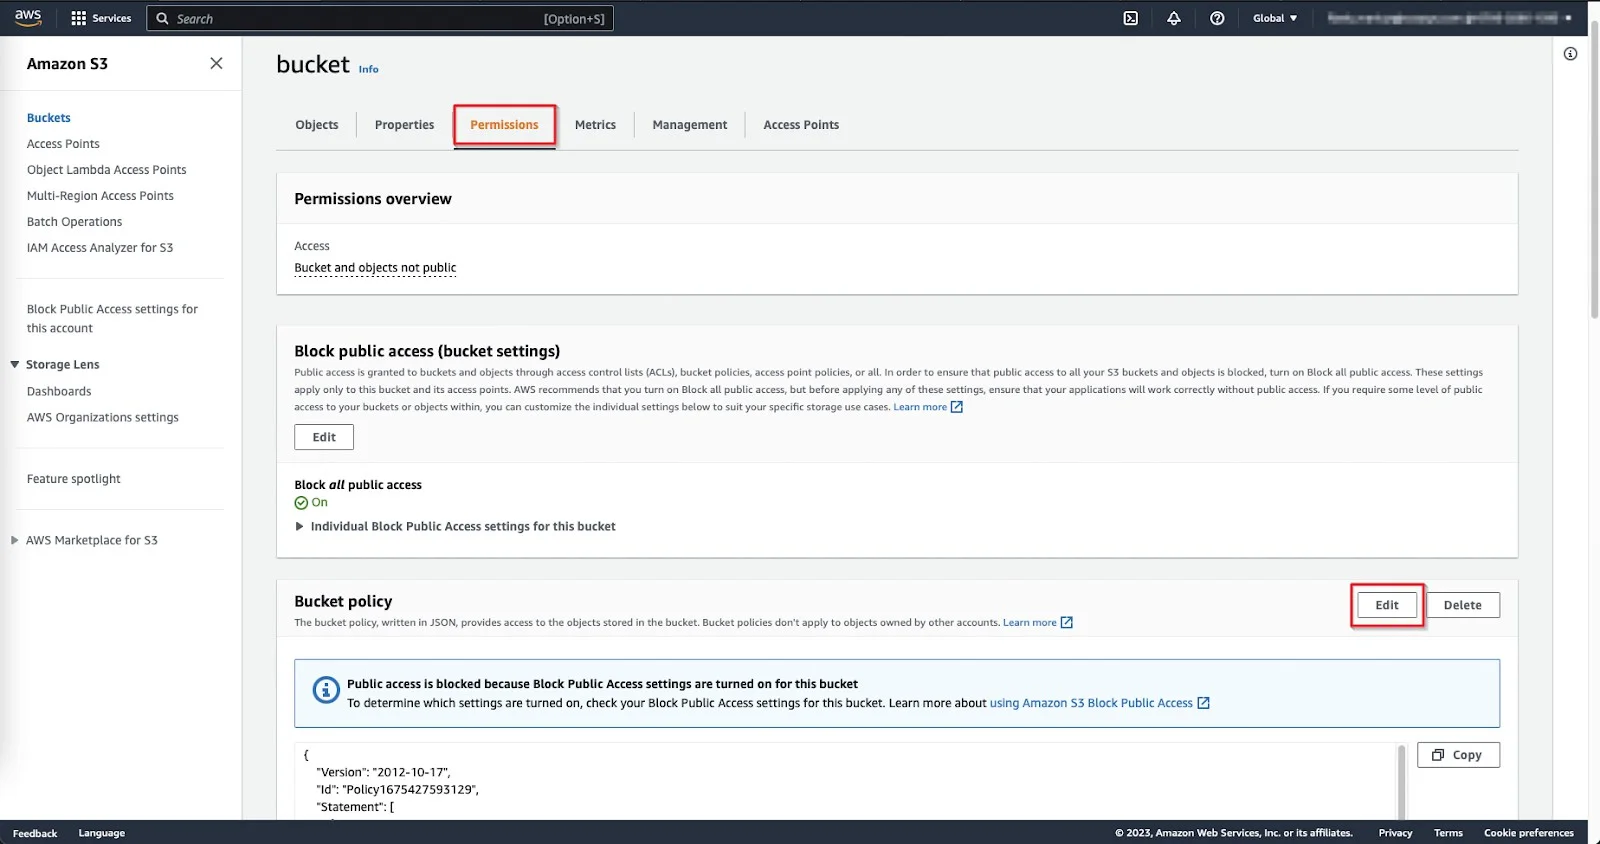 aws
Services
Search
[Option+S]
Global
Amazon S3
Buckets
Access Points
Object Lambda Access Points
Multi-Region Access Points
Batch Operations
IAM Access Analyzer for S3
Block Public Access settings for
this account
Storage Lens
Dashboards
AWS Organizations settings
Feature spotlight
AWS Marketplace for S3
bucket Info
Objects
Properties
Permissions
Metrics
Management
Access Points
Permissions overview
Access
Bucket and objects not public
Block public access (bucket settings)
Public access is granted to buckets and objects through access control lists (ACLs), bucket policies, access point policies, or all. In order to ensure that public access to all your S3 buckets and objects is blocked, turn on Block all public access. These settings
apply only to this bucket and its access points. AWS recommends that you turn on Block all public access, but before applying any of these settings, ensure that your applications will work correctly without public access. If you require some level of public
access to your buckets or objects within, you can customize the individual settings below to suit your specific storage use cases. Learn more
Edit
Block all public access
On
Individual Block Public Access settings for this bucket
Bucket policy
The bucket policy, written in JSON, provides access to the objects stored in the bucket. Bucket policies don't apply to objects owned by other accounts. Learn more
Edit
Delete
Public access is blocked because Block Public Access settings are turned on for this bucket
To determine which settings are turned on, check your Block Public Access settings for this bucket. Learn more about using Amazon S3 Block Public Access
Copy
{
"Version": "2012-10-17",
"Id": "Policy1675427593129",
"Statement": [
Feedback
Language
© 2023, Amazon Web Services, Inc. or its affiliates.
Privacy
Terms
Cookie preferences